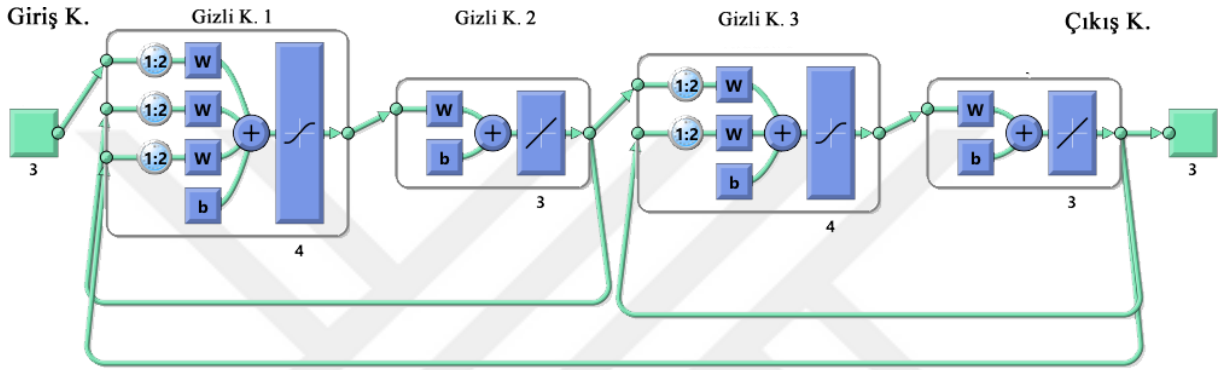 Giriş K.
Gizli K. 1
Gizli K. 2
Gizli K. 3
Çıkış K.
1:2 W
1:2 W
1:2 W
b
+
4
W
b
+
3
1:2 W
1:2 W
b
+
4
W
b
+
3
3
3